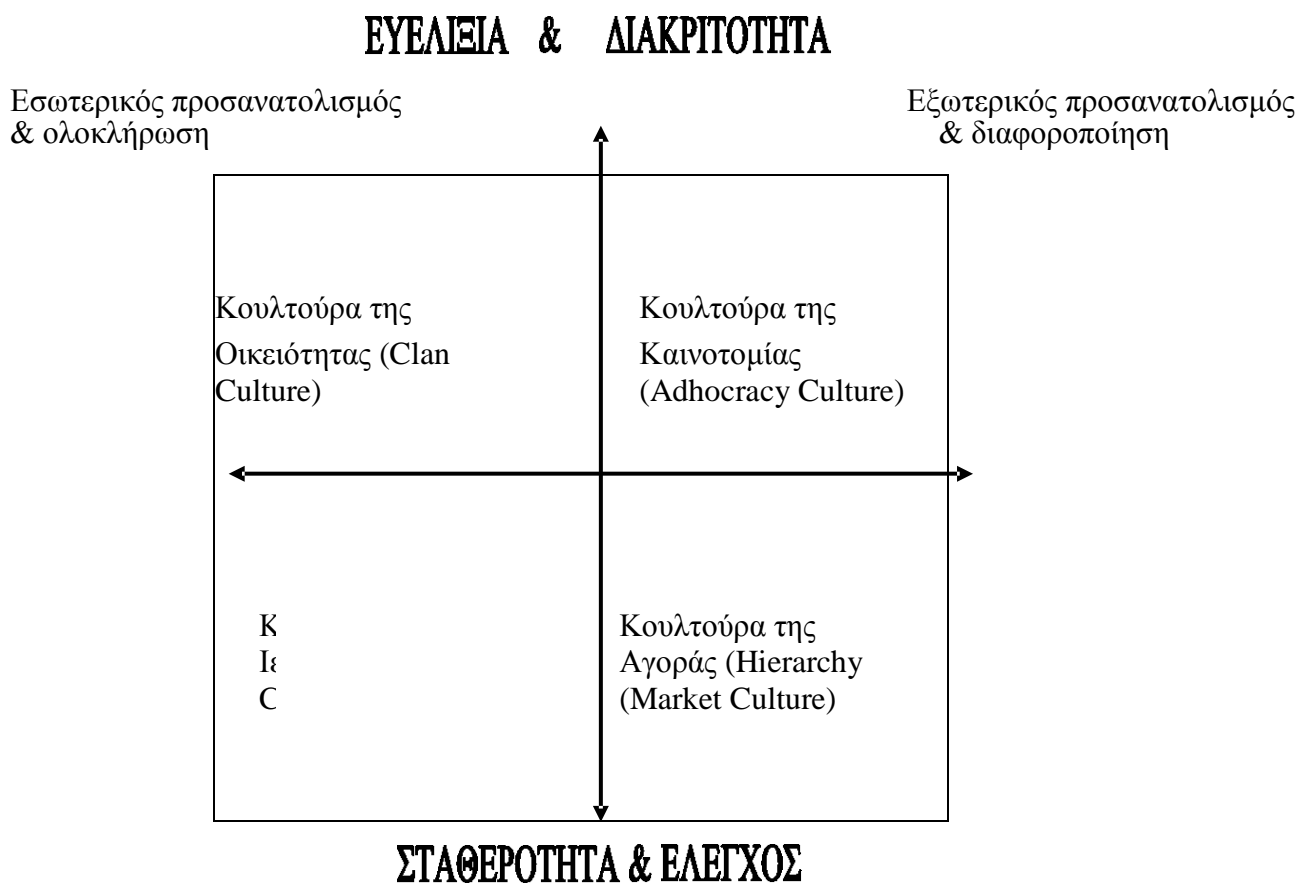 ΕΥΕΛΙΞΙΑ & ΔΙΑΚΡΙΤΟΤΗΤΑ
Εσωτερικός προσανατολισμός
& ολοκλήρωση
Εξωτερικός προσανατολισμός
& διαφοροποίηση
Κουλτούρα της
Οικειότητας (Clan
Culture)
Κουλτούρα της
Καινοτομίας
(Adhocracy Culture)
Κουλτούρα της
Αγοράς (Hierarchy
(Market Culture)
ΣΤΑΘΕΡΟΤΗΤΑ & ΕΛΕΓΧΟΣ